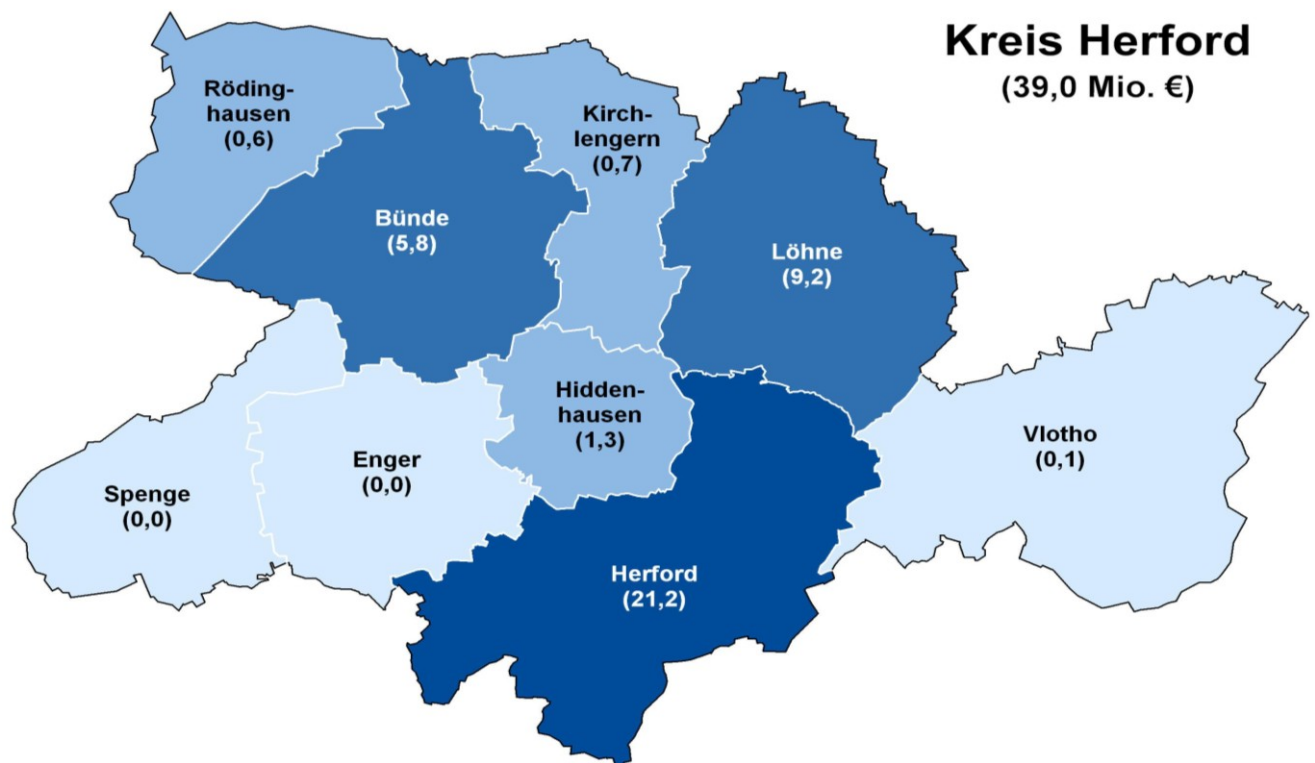 Kreis Herford
(39,0 Mio. €)
Röding-
hausen
(0,6)
Kirch-
lengern
(0,7)
Bünde
(5,8)
Löhne
(9,2)
Hidden-
hausen
(1,3)
Vlotho
(0,1)
Enger
(0,0)
Spenge
(0,0)
Herford
(21,2)